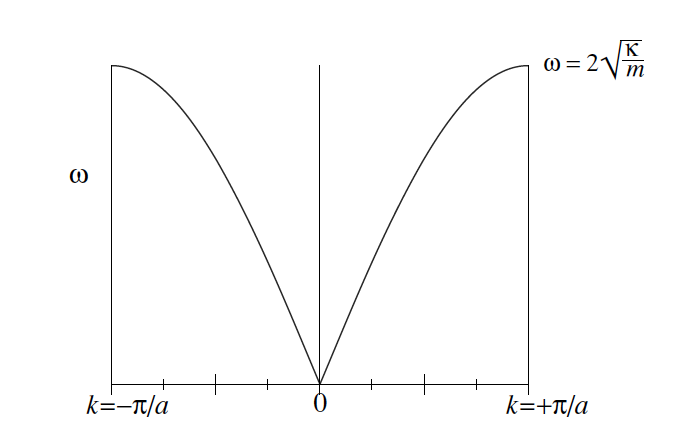 ω = 2√κ/m
ω
k=−π/a
0
k=+π/a